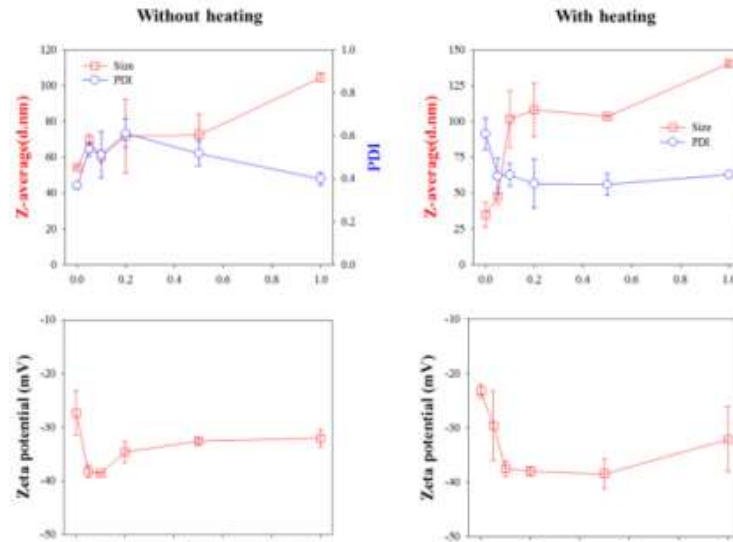 Without heating
With heating
120
100
80
60
40
20
0
Z-average(d.nm)
Size
PDI
1.0
0.8
0.6
0.4
0.2
0.0
PDI
0.0 0.2 0.4 0.6 0.8 1.0
150
125
100
75
50
25
0
Z-average(d.nm)
Size
PDI
0.0 0.2 0.4 0.6 0.8 1.0
-10
-20
-30
-40
-50
Zeta potential (mV)
-10
-20
-30
-40
-50
Zeta potential (mV)